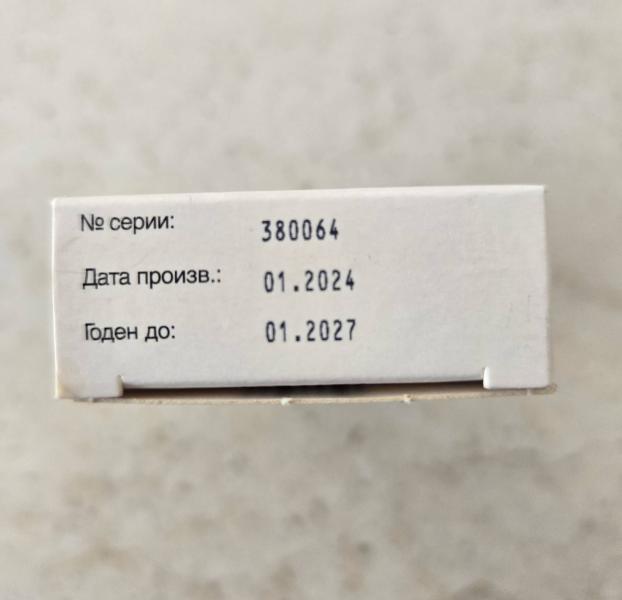 № серии: 380064
Дата произв.: 01.2024
Годен до: 01.2027